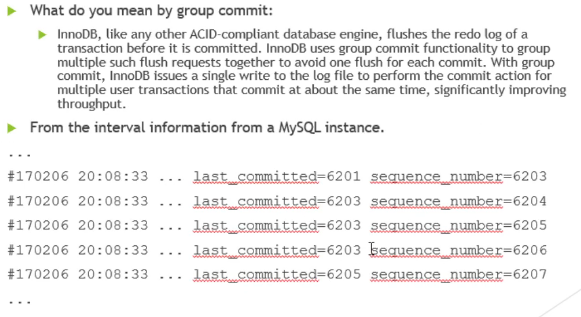 What do you mean by group commit:
InnoDB, like any other ACID-compliant database engine, flushes the redo log of a
transaction before it is committed. InnoDB uses group commit functionality to group
multiple such flush requests together to avoid one flush for each commit. With group
commit, InnoDB issues a single write to the log file to perform the commit action for
multiple user transactions that commit at about the same time, significantly improving
throughput.
From the interval information from a MySQL instance.
...
#170206 20:08:33 ... last_committed=6201 sequence_number=6203
#170206 20:08:33 ... last_committed=6203 sequence_number=6204
#170206 20:08:33 ... last_committed=6203 sequence_number=6205
#170206 20:08:33 ... last_committed=6203 sequence_number=6206
#170206 20:08:33 ... last_committed=6205 sequence_number=6207
...